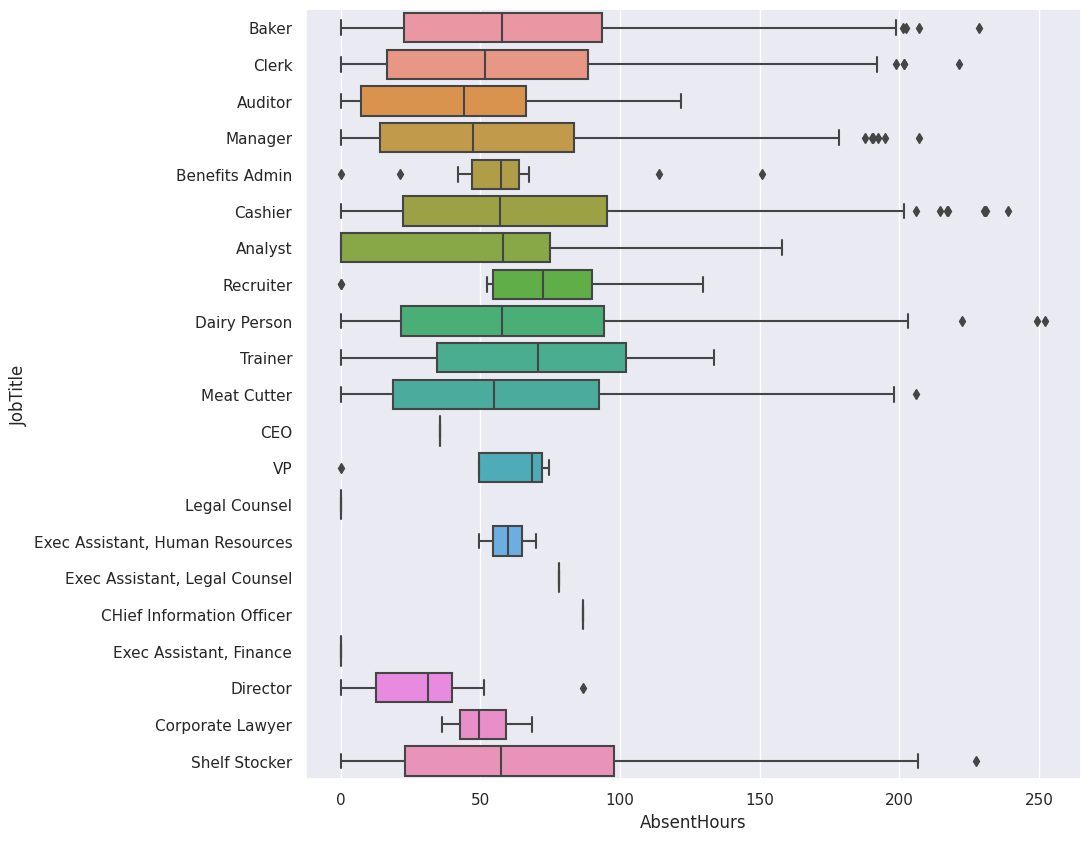 Baker
Clerk
Auditor
Manager
Benefits Admin
Cashier
Analyst
Recruiter
Dairy Person
Trainer
Meat Cutter
CEO
VP
Legal Counsel
Exec Assistant, Human Resources
Exec Assistant, Legal Counsel
CHief Information Officer
Exec Assistant, Finance
Director
Corporate Lawyer
Shelf Stocker
JobTitle
0 50 100 150 200 250
AbsentHours